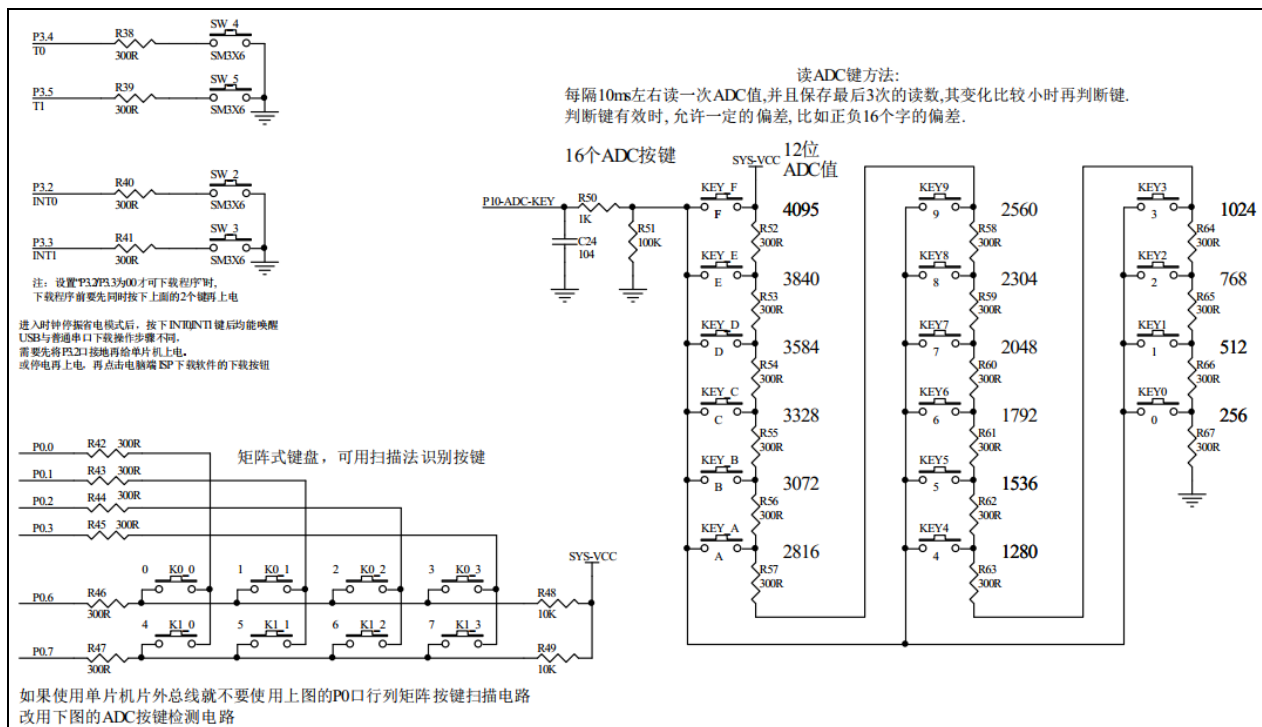 P3.4
T0
R38
300R
SW_4
SM3X6
P3.5
T1
R39
300R
SW_5
SM3X6
P3.2
INT0
R40
300R
SW_2
SM3X6
P3.3
INT1
R41
300R
SW_3
SM3X6
注：设置“P3.2/P3.3为0/0才可下载程序”时,
下载程序前要先同时按下上面的2个键再上电
进入时钟停振省电模式后，按下INT0/INT1键后均能唤醒
USB与普通串口下载操作步骤不同,
需要先将P3.2口接地再给单片机上电。
或停电再上电，再点击电脑端ISP下载软件的下载按钮
读ADC键方法:
每隔10ms左右读一次ADC值,并且保存最后3次的读数,其变化比较小时再判断键.
判断键有效时, 允许一定的偏差, 比如正负16个字的偏差.
16个ADC按键
SYS-VCC
12位
ADC值
P10-ADC-KEY
R50
1K
C24
104
R51
100K
KEY_F
F
4095
R52
300R
KEY_E
E
3840
R53
300R
KEY_D
D
3584
R54
300R
KEY_C
C
3328
R55
300R
KEY_B
B
3072
R56
300R
KEY_A
A
2816
R57
300R
KEY9
9
2560
R58
300R
KEY8
8
2304
R59
300R
KEY7
7
2048
R60
300R
KEY6
6
1792
R61
300R
KEY5
5
1536
R62
300R
KEY4
4
1280
R63
300R
KEY3
3
1024
R64
300R
KEY2
2
768
R65
300R
KEY1
1
512
R66
300R
KEY0
0
256
R67
300R
P0.0
R42 300R
P0.1
R43 300R
P0.2
R44 300R
P0.3
R45 300R
矩阵式键盘，可用扫描法识别按键
SYS-VCC
0 K0_0
1 K0_1
2 K0_2
3 K0_3
P0.6
R46
300R
R48
10K
4 K1_0
5 K1_1
6 K1_2
7 K1_3
P0.7
R47
300R
R49
10K
如果使用单片机片外总线就不要使用上图的P0口行列矩阵按键扫描电路
改用下图的ADC按键检测电路